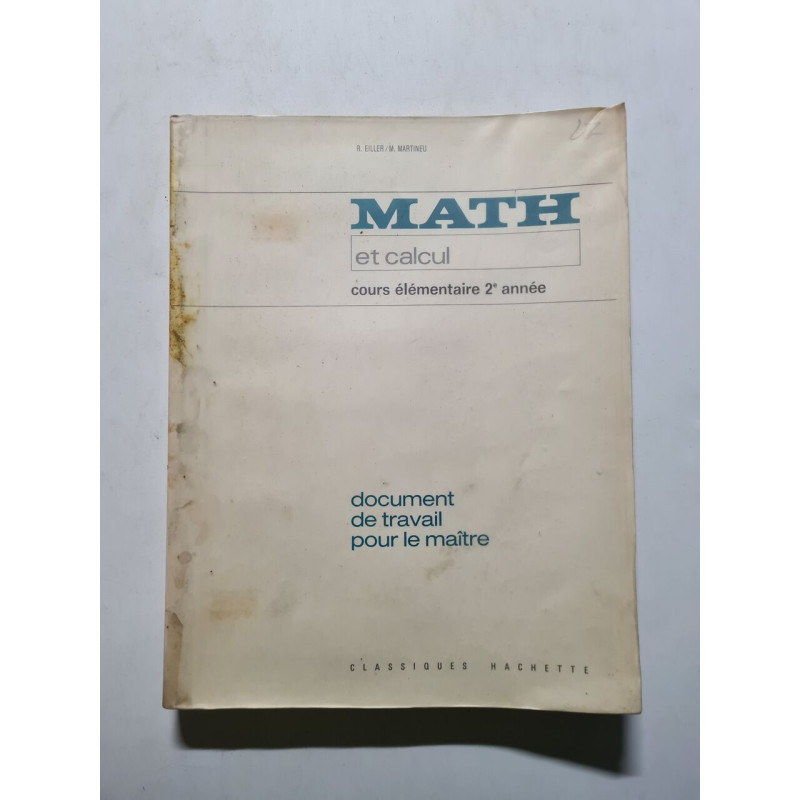 R. EILLER/M. MARTINEU
MATH
et calcul
cours élémentaire 2e année
document
de travail
pour le maître
CLASSIQUES HACHETTE